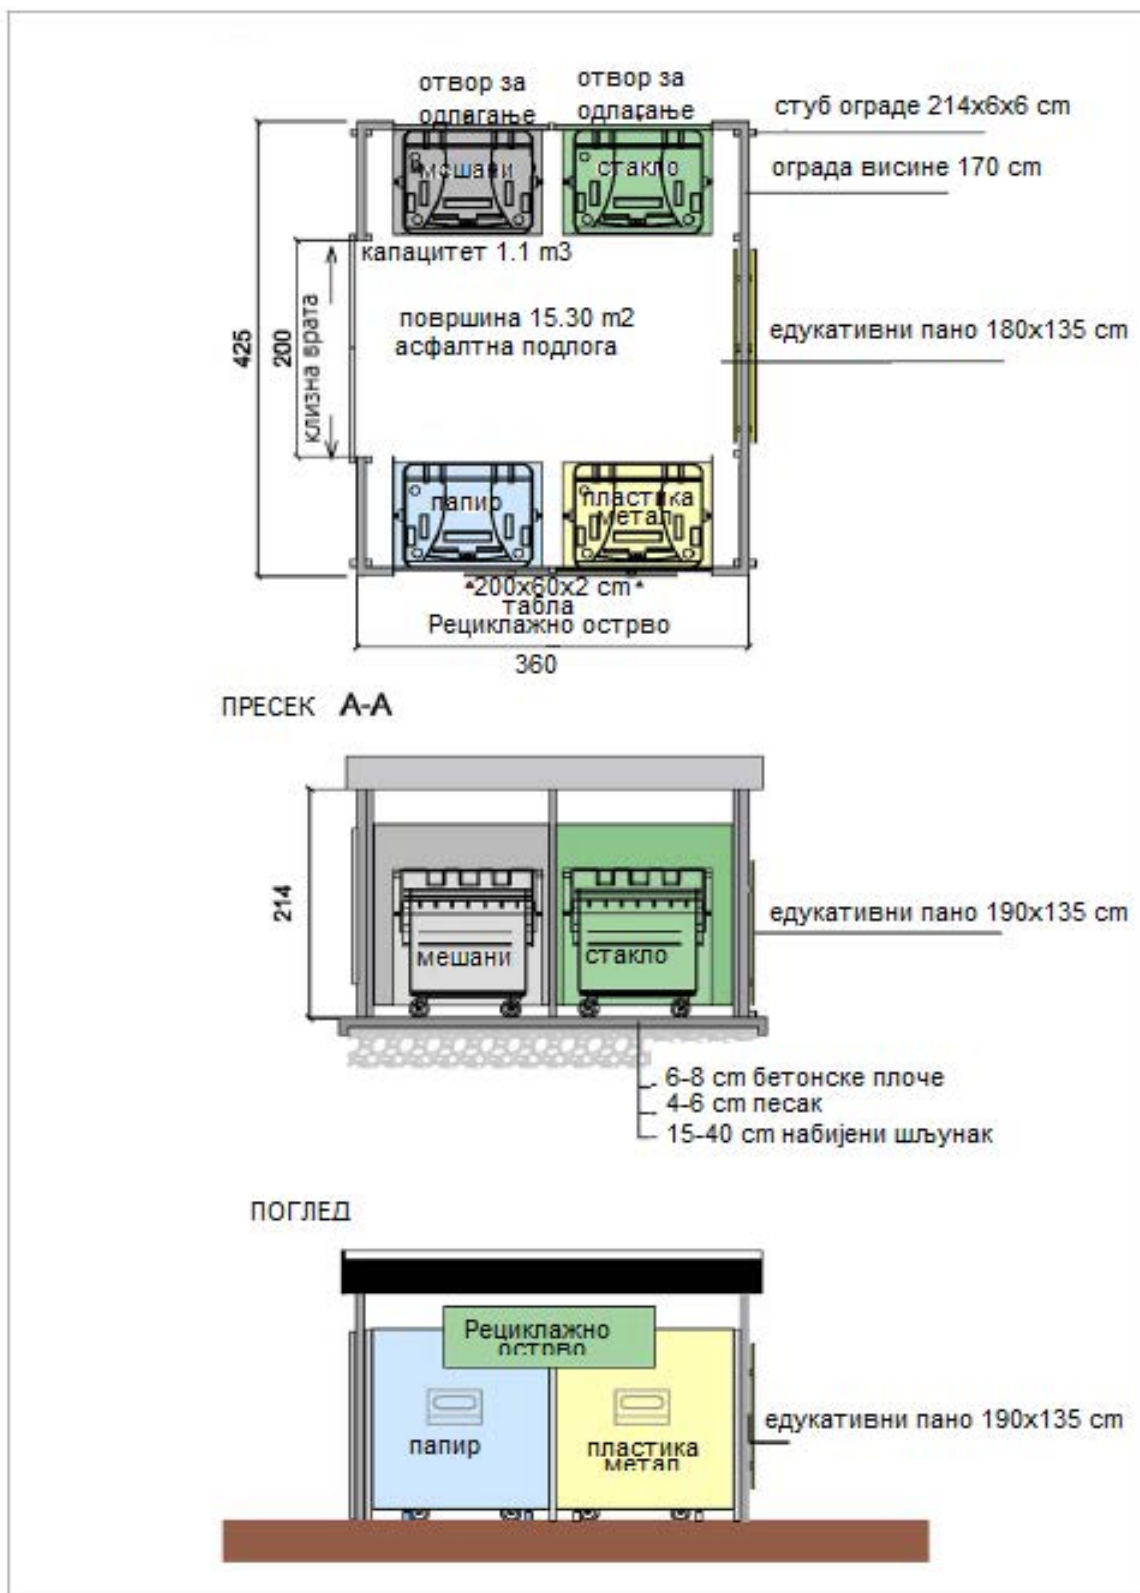 отвор за
одлагање
отвор за
одлагање
стуб ограде 214x6x6 cm
мешани
стакло
ограда висине 170 cm
капацитет 1.1 m3
површина 15.30 m2
асфалтна подлога
едукативни пано 180x135 cm
425
200
клизна врата
папир
пластика
метал
200x60x2 cm
табла
Рециклажно острво
360
ПРЕСЕК A-A
214
мешани
стакло
едукативни пано 190x135 cm
6-8 cm бетонске плоче
4-6 cm песак
15-40 cm набијени шљунак
ПОГЛЕД
Рециклажно
острво
папир
пластика
метал
едукативни пано 190x135 cm